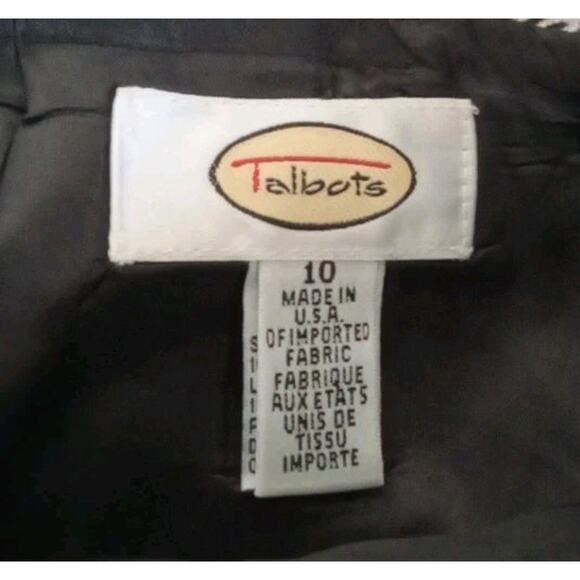 Talbots
10
MADE IN
U.S.A.
OF IMPORTED
FABRIC
FABRIQUE
AUX ETATS
UNIS DE
TISSU
IMPORTE